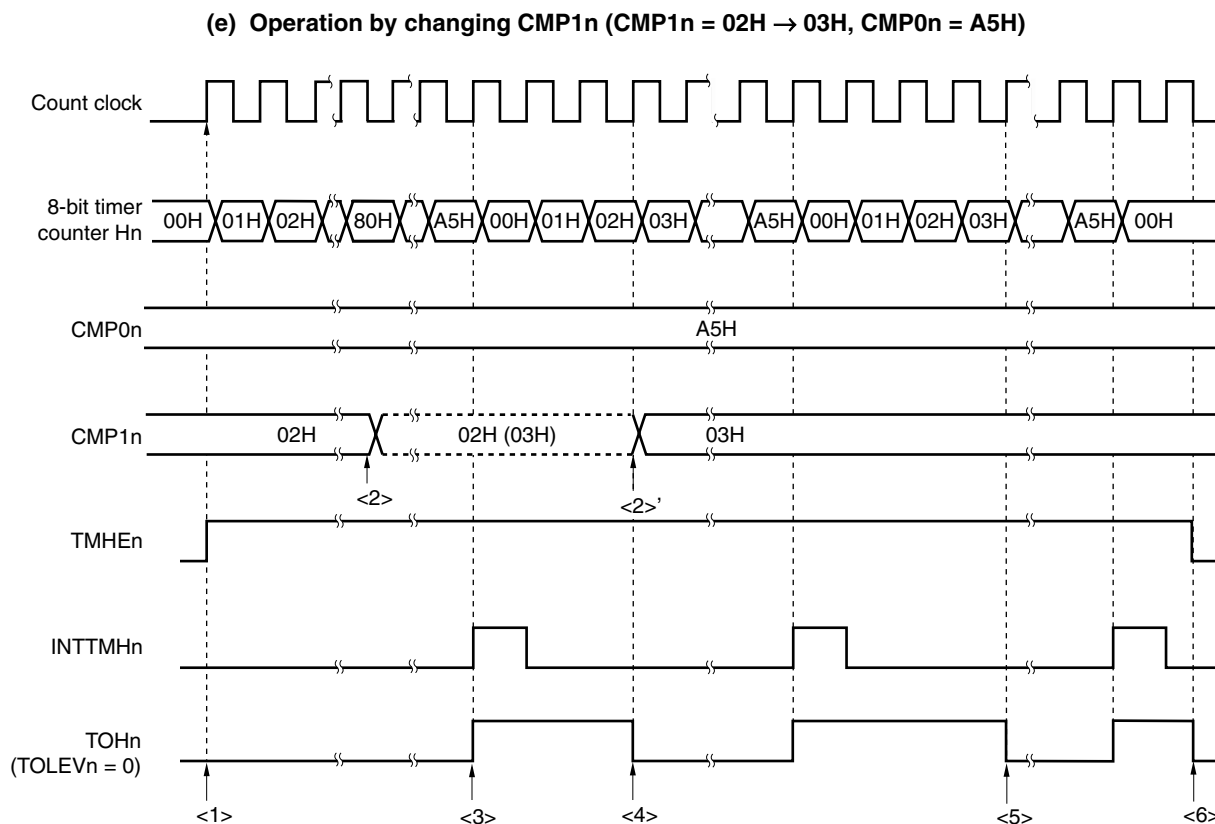 (e) Operation by changing CMP1n (CMP1n = 02H → 03H, CMP0n = A5H)
Count clock
8-bit timer
counter Hn
00H 01H 02H 80H A5H 00H 01H 02H 03H A5H 00H 01H 02H 03H A5H 00H
CMP0n
A5H
CMP1n
02H 02H (03H) 03H
<2> <2>’
TMHEn
INTTMHn
TOHn
(TOLEVn = 0)
<1> <3> <4> <5> <6>